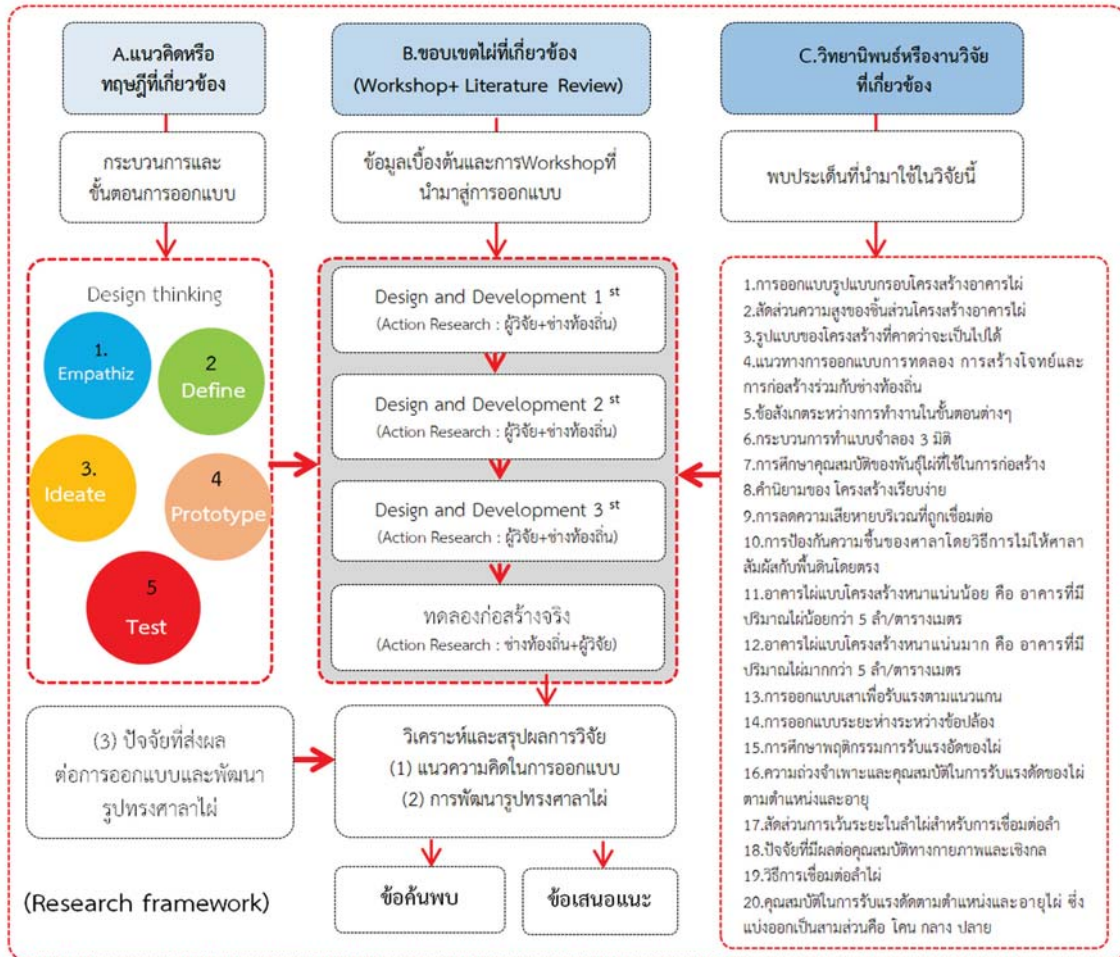 A.แนวคิดหรือ
ทฤษฎีที่เกี่ยวข้อง
กระบวนการและ
ขั้นตอนการออกแบบ
Design thinking
1.
Empathiz
2
Define
3.
Ideate
4
Prototype
5
Test
(3) ปัจจัยที่ส่งผล
ต่อการออกแบบและพัฒนา
รูปทรงศาลาไผ่
(Research framework)
B.ขอบเขตไผ่ที่เกี่ยวข้อง
(Workshop+ Literature Review)
ข้อมูลเบื้องต้นและการWorkshopที่
นำมาสู่การออกแบบ
Design and Development 1 st
(Action Research : ผู้วิจัย+ช่างท้องถิ่น)
Design and Development 2 st
(Action Research : ผู้วิจัย+ช่างท้องถิ่น)
Design and Development 3 st
(Action Research : ผู้วิจัย+ช่างท้องถิ่น)
ทดลองก่อสร้างจริง
(Action Research : ช่างท้องถิ่น+ผู้วิจัย)
วิเคราะห์และสรุปผลการวิจัย
(1) แนวความคิดในการออกแบบ
(2) การพัฒนารูปทรงศาลาไผ่
ข้อค้นพบ
ข้อเสนอแนะ
C.วิทยานิพนธ์หรืองานวิจัย
ที่เกี่ยวข้อง
พบประเด็นที่นำมาใช้ในวิจัยนี้
1.การออกแบบรูปแบบกรอบโครงสร้างอาคารไผ่
2.สัดส่วนความสูงของชิ้นส่วนโครงสร้างอาคารไผ่
3.รูปแบบของโครงสร้างที่คาดว่าจะเป็นไปได้
4.แนวทางการออกแบบการทดลอง การสร้างโจทย์และ
การก่อสร้างร่วมกับช่างท้องถิ่น
5.ข้อสังเกตระหว่างการทำงานในขั้นตอนต่างๆ
6.กระบวนการทำแบบจำลอง 3 มิติ
7.การศึกษาคุณสมบัติของพันธุ์ไผ่ที่ใช้ในการก่อสร้าง
8.คำนิยามของ โครงสร้างเรียบง่าย
9.การลดความเสียหายบริเวณที่ถูกเชื่อมต่อ
10.การป้องกันความชื้นของศาลาโดยวิธีการไม่ให้ศาลา
สัมผัสกับพื้นดินโดยตรง
11.อาคารไผ่แบบโครงสร้างหนาแน่นน้อย คือ อาคารที่มี
ปริมาณไผ่น้อยกว่า 5 ลำ/ตารางเมตร
12.อาคารไผ่แบบโครงสร้างหนาแน่นมาก คือ อาคารที่มี
ปริมาณไผ่มากกว่า 5 ลำ/ตารางเมตร
13.การออกแบบเสาเพื่อรับแรงตามแนวแกน
14.การออกแบบระยะห่างระหว่างข้อปล้อง
15.การศึกษาพฤติกรรมการรับแรงอัดของไผ่
16.ความถ่วงจำเพาะและคุณสมบัติในการรับแรงดัดของไผ่
ตามตำแหน่งและอายุ
17.สัดส่วนการเว้นระยะในลำไผ่สำหรับการเชื่อมต่อลำ
18.ปัจจัยที่มีผลต่อคุณสมบัติทางกายภาพและเชิงกล
19.วิธีการเชื่อมต่อลำไผ่
20.คุณสมบัติในการรับแรงดัดตามตำแหน่งและอายุไผ่ ซึ่ง
แบ่งออกเป็นสามส่วนคือ โคน กลาง ปลาย